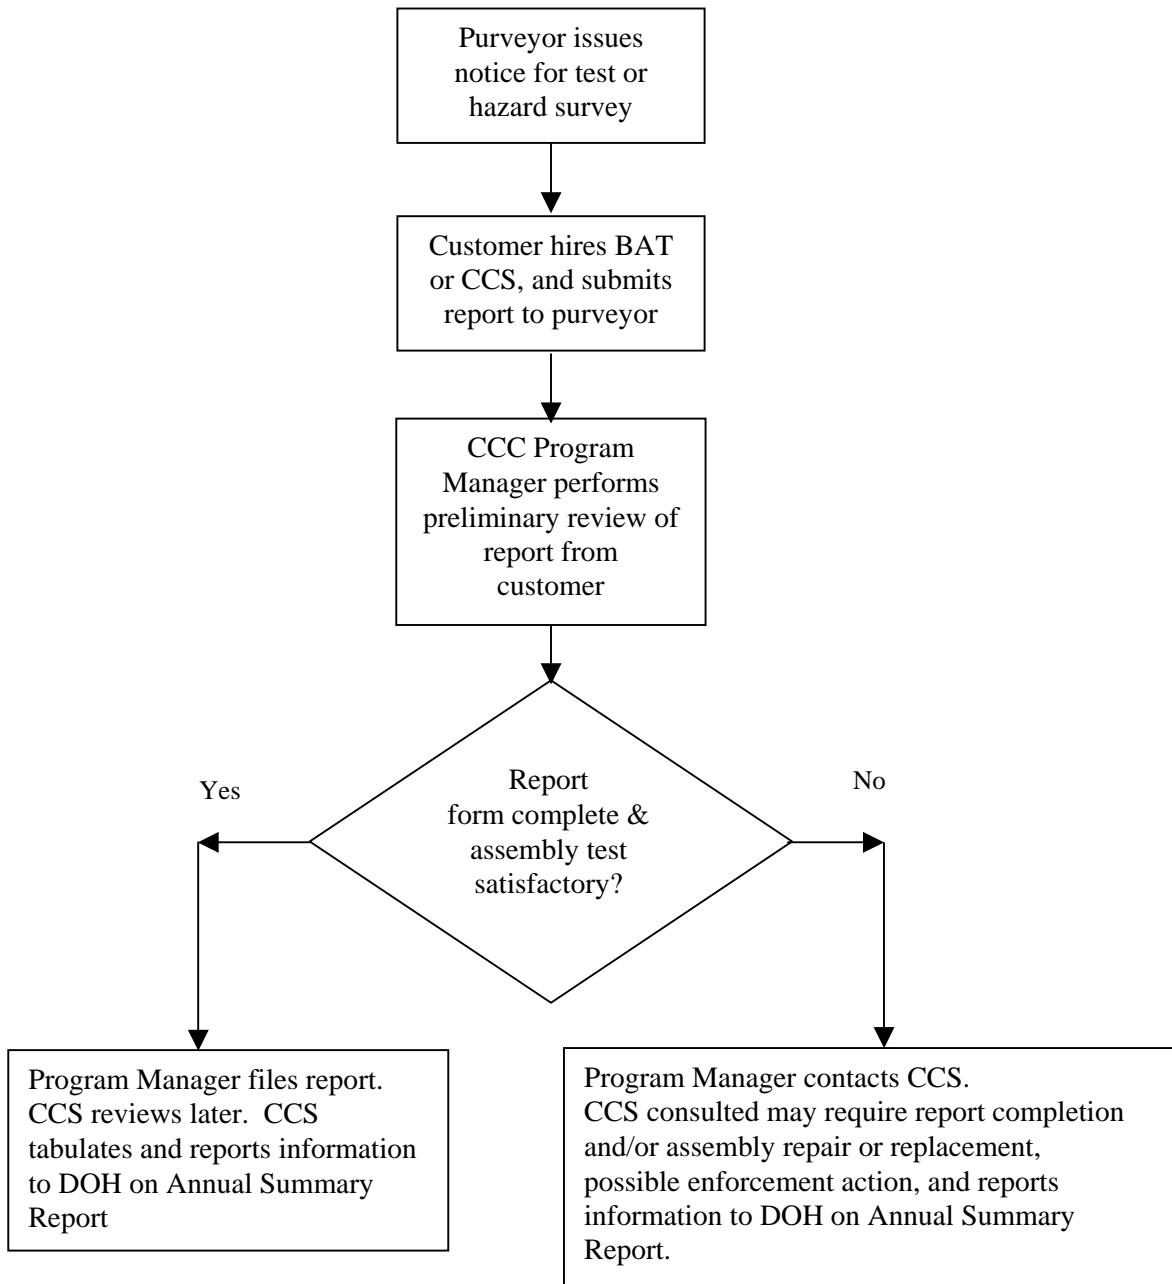 Purveyor issues
notice for test or
hazard survey
Customer hires BAT
or CCS, and submits
report to purveyor
CCC Program
Manager performs
preliminary review of
report from
customer
Report
form complete &
assembly test
satisfactory?
Yes
No
Program Manager files report.
CCS reviews later.  CCS
tabulates and reports information
to DOH on Annual Summary
Report
Program Manager contacts CCS.
CCS consulted may require report completion
and/or assembly repair or replacement,
possible enforcement action, and reports
information to DOH on Annual Summary
Report.